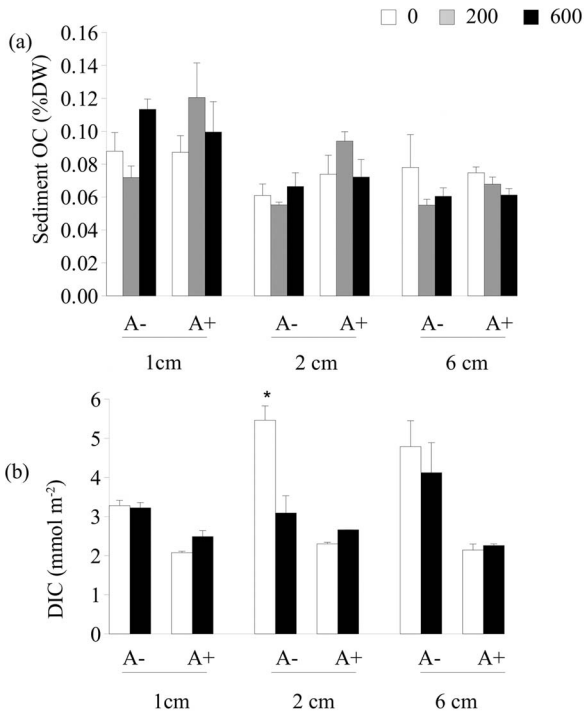 0 200 600
(a)
Sediment OC (%DW)
0.16
0.14
0.12
0.10
0.08
0.06
0.04
0.02
0.00
A- A+ A- A+ A- A+
1cm 2 cm 6 cm
(b)
DIC (mmol m-2)
6
5
4
3
2
1
0
*
A- A+ A- A+ A- A+
1cm 2 cm 6 cm